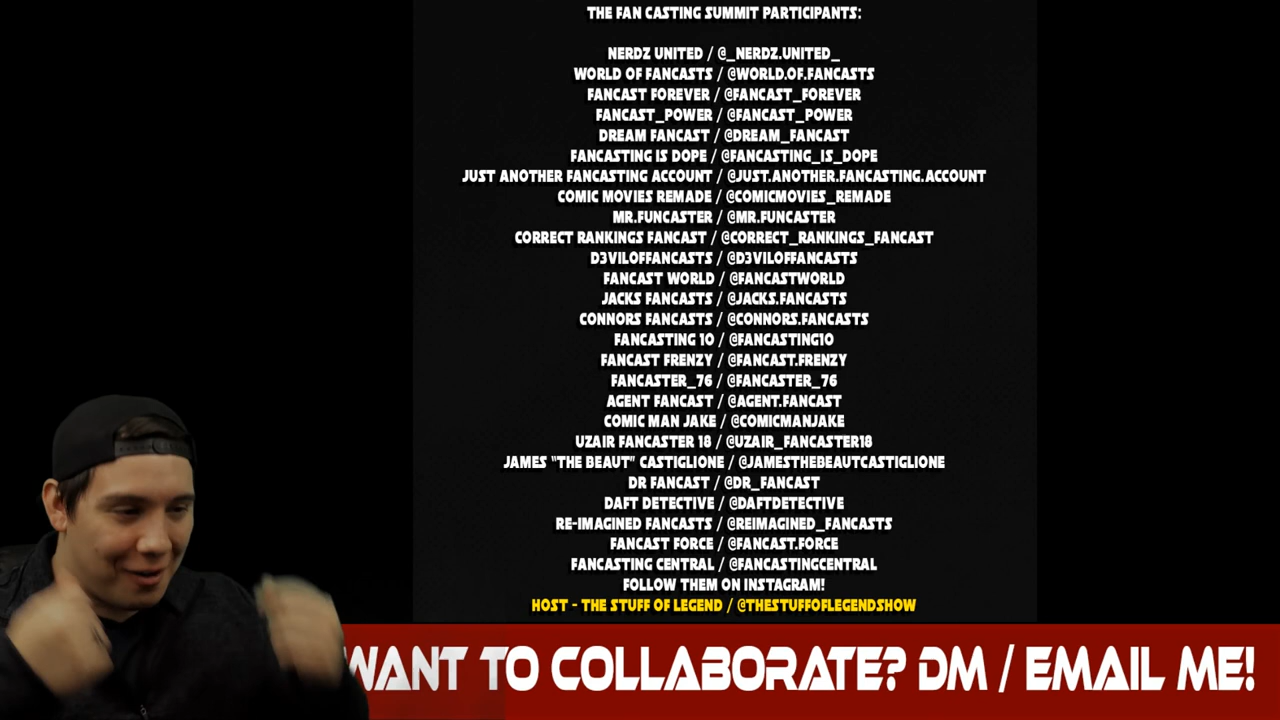 THE FAN CASTING SUMMIT PARTICIPANTS:
NERDZ UNITED / @_NERDZ.UNITED_
WORLD OF FANCASTS / @WORLD.OF.FANCASTS
FANCAST FOREVER / @FANCAST_FOREVER
FANCAST_POWER / @FANCAST_POWER
DREAM FANCAST / @DREAM_FANCAST
FANCASTING IS DOPE / @FANCASTING_IS_DOPE
JUST ANOTHER FANCASTING ACCOUNT / @JUST.ANOTHER.FANCASTING.ACCOUNT
COMIC MOVIES REMADE / @COMICMOVIES_REMADE
MR.FUNCASTER / @MR.FUNCASTER
CORRECT RANKINGS FANCAST / @CORRECT_RANKINGS_FANCAST
D3VILOFFANCASTS / @D3VILOFFANCASTS
FANCAST WORLD / @FANCASTWORLD
JACKS FANCASTS / @JACKS.FANCASTS
CONNORS FANCASTS / @CONNORS.FANCASTS
FANCASTING 10 / @FANCASTING10
FANCAST FRENZY / @FANCAST.FRENZY
FANCASTER_76 / @FANCASTER_76
AGENT FANCAST / @AGENT.FANCAST
COMIC MAN JAKE / @COMICMANJAKE
UZAIR FANCASTER 18 / @UZAIR_FANCASTER18
JAMES "THE BEAUT" CASTIGLIONE / @JAMESTHEBEAUTCASTIGLIONE
DR FANCAST / @DR_FANCAST
DAFT DETECTIVE / @DAFTDETECTIVE
RE-IMAGINED FANCASTS / @REIMAGINED_FANCASTS
FANCAST FORCE / @FANCAST.FORCE
FANCASTING CENTRAL / @FANCASTINGCENTRAL
FOLLOW THEM ON INSTAGRAM!
HOST - THE STUFF OF LEGEND / @THESTUFFOFLEGENDSHOW
WANT TO COLLABORATE? DM / EMAIL ME!